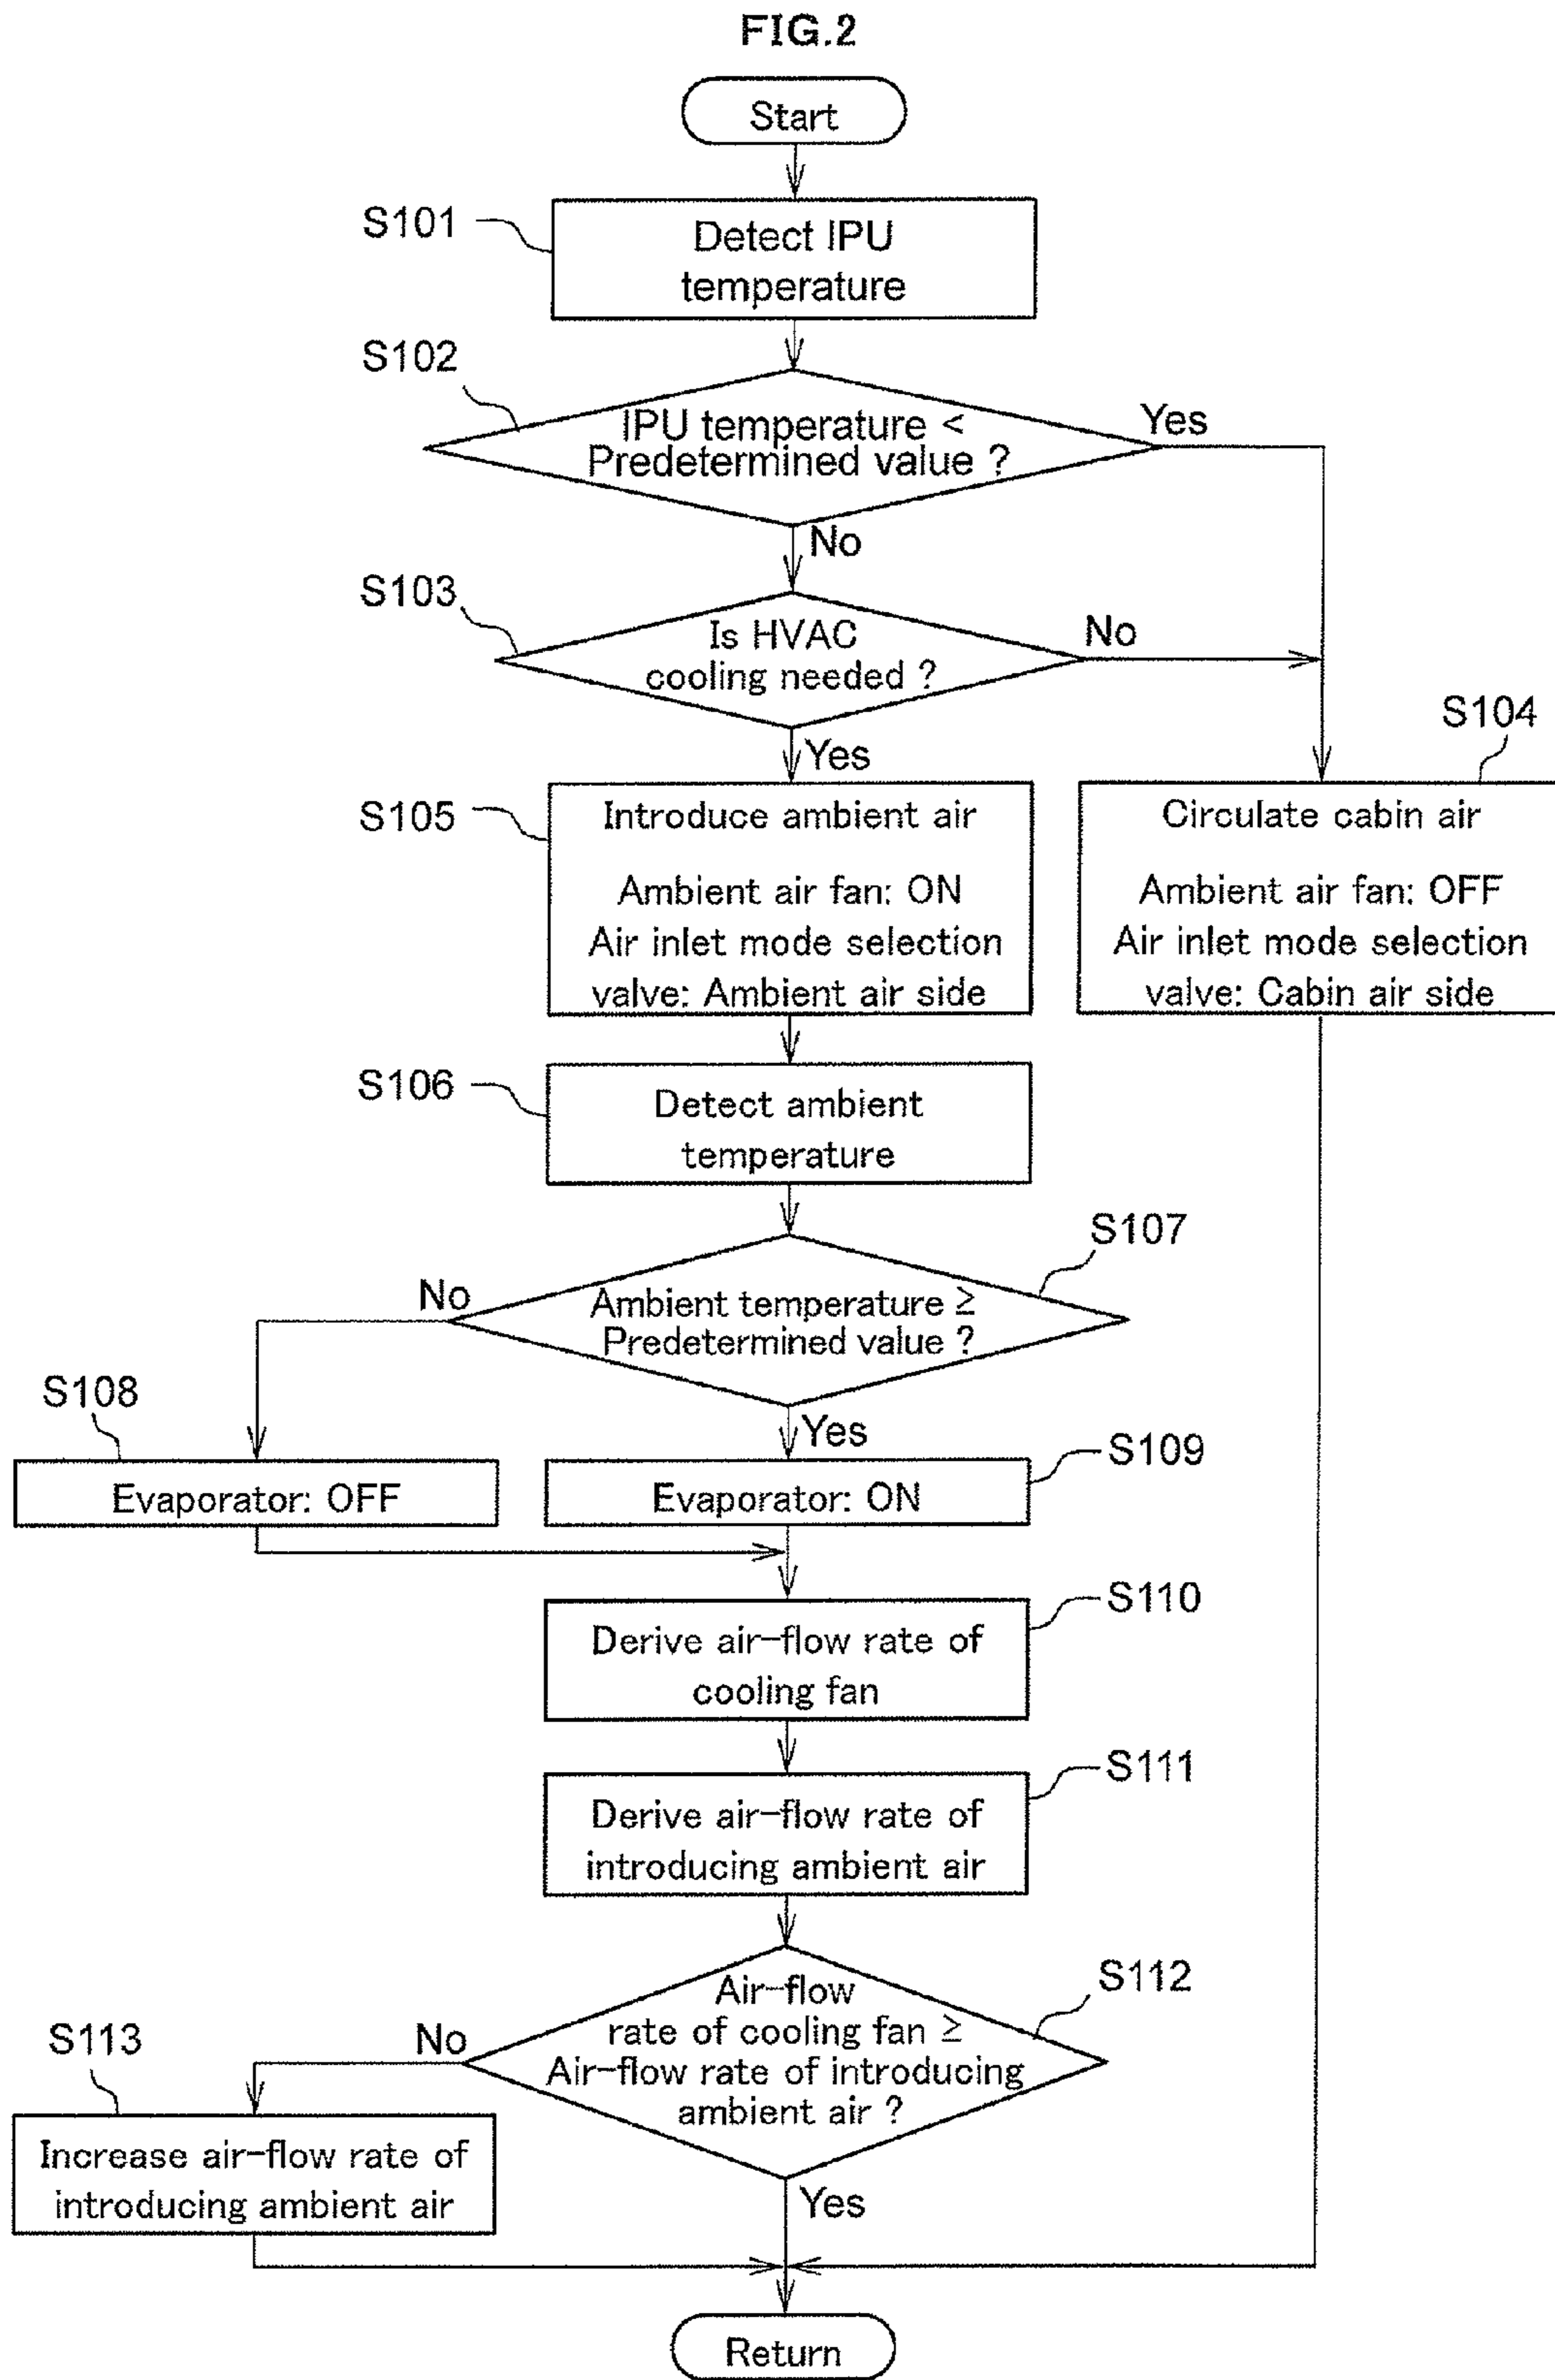 FIG.2
Start
S101
Detect IPU
temperature
S102
IPU temperature <
Predetermined value ?
Yes
No
S103
Is HVAC
cooling needed ?
No
Yes
S104
Circulate cabin air
Ambient air fan: OFF
Air inlet mode selection
valve: Cabin air side
S105
Introduce ambient air
Ambient air fan: ON
Air inlet mode selection
valve: Ambient air side
S106
Detect ambient
temperature
S107
Ambient temperature ≥
Predetermined value ?
No
Yes
S108
Evaporator: OFF
S109
Evaporator: ON
S110
Derive air-flow rate of
cooling fan
S111
Derive air-flow rate of
introducing ambient air
S112
Air-flow
rate of cooling fan ≥
Air-flow rate of introducing
ambient air ?
No
Yes
S113
Increase air-flow rate of
introducing ambient air
Return